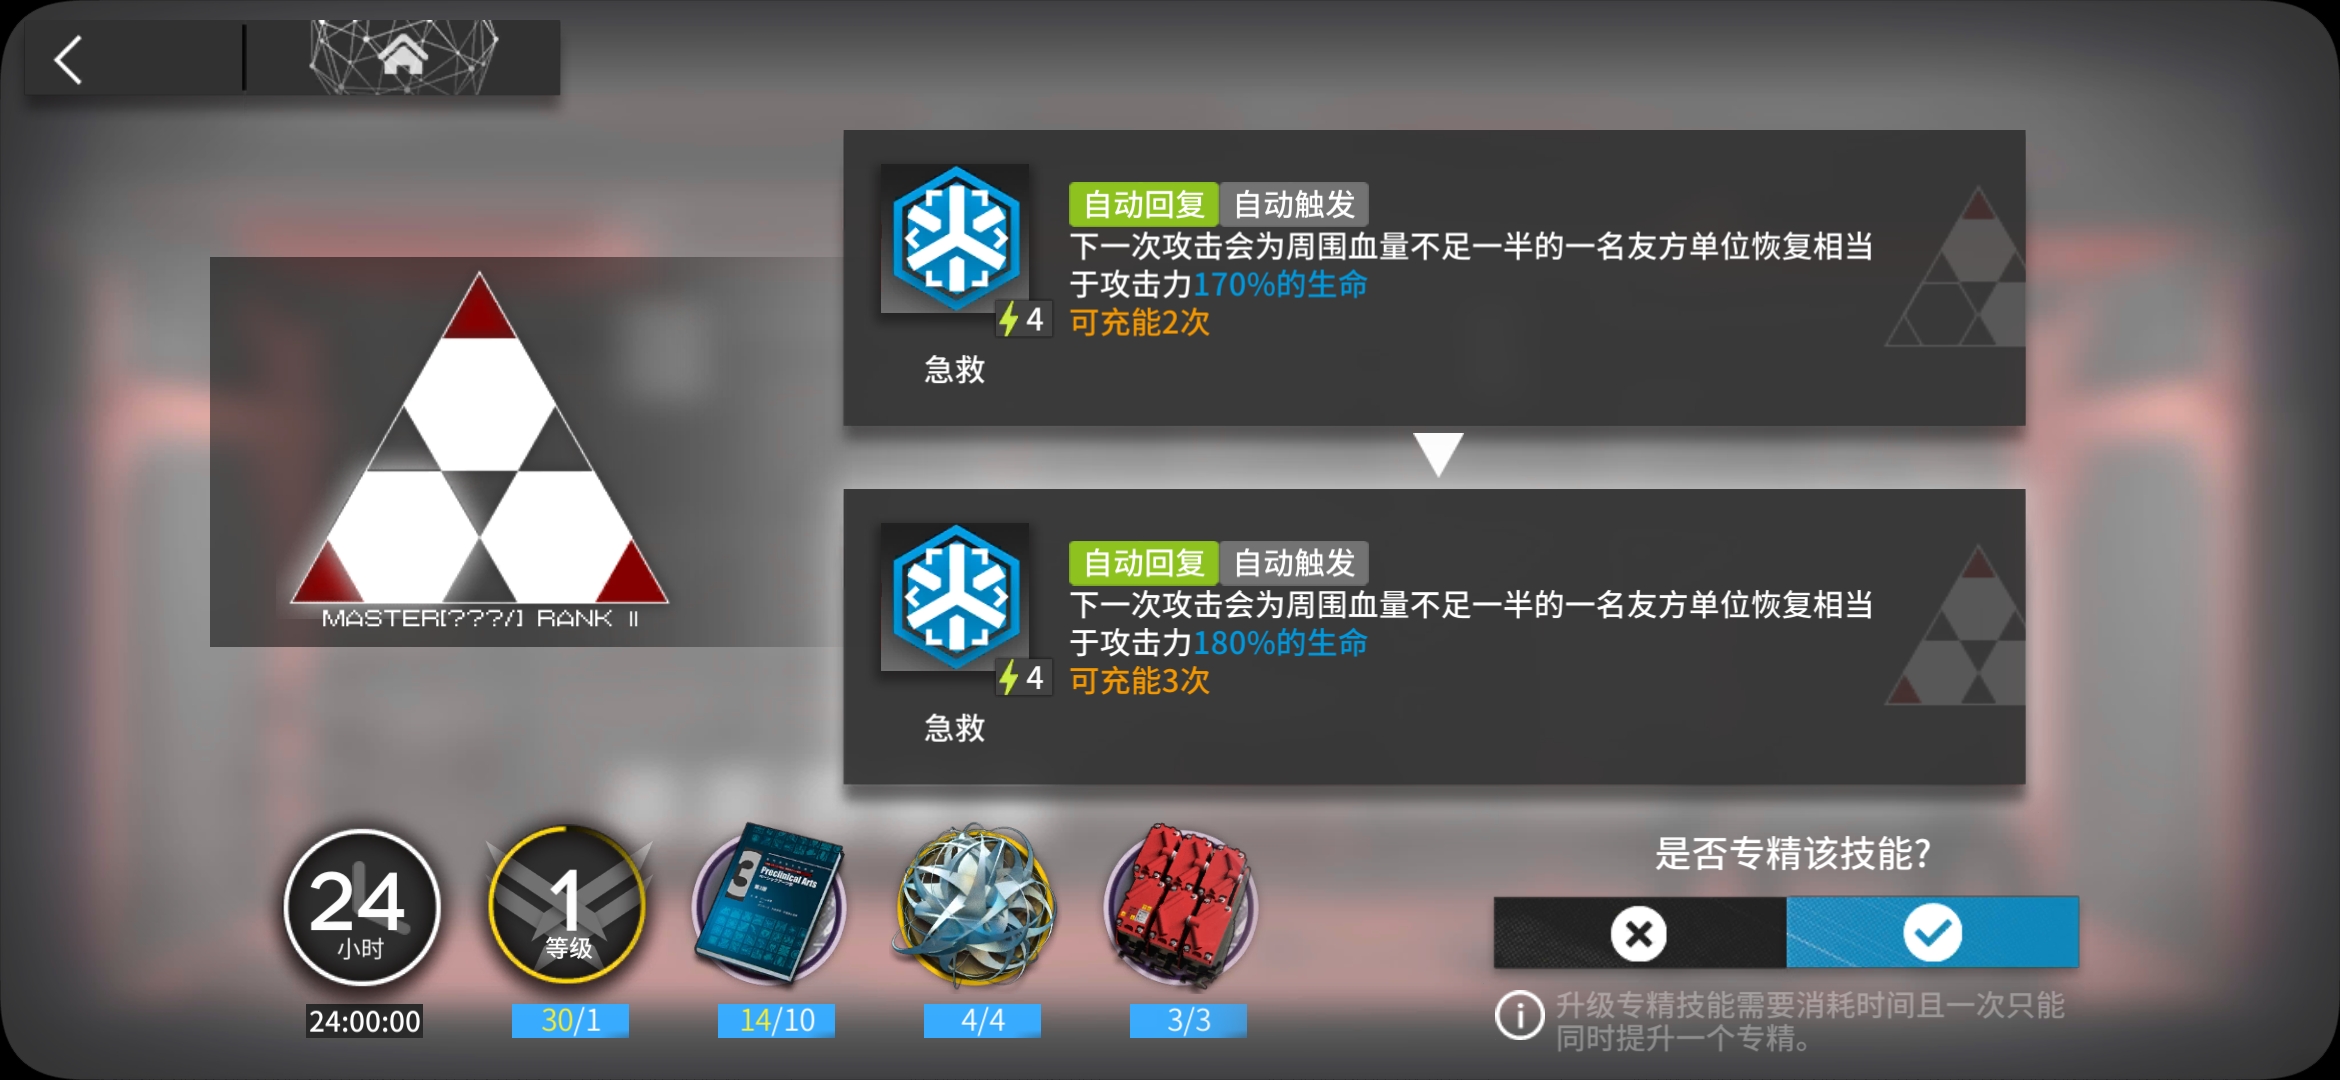 自动回复 自动触发
下一次攻击会为周围血量不足一半的一名友方单位恢复相当
于攻击力170%的生命
可充能2次
4
急救
MASTER[???/] RANK II
自动回复 自动触发
下一次攻击会为周围血量不足一半的一名友方单位恢复相当
于攻击力180%的生命
可充能3次
4
急救
24
小时
24:00:00
1
等级
30/1
3
Preclinical Arts
14/10
4/4
3/3
是否专精该技能?
升级专精技能需要消耗时间且一次只能
同时提升一个专精。